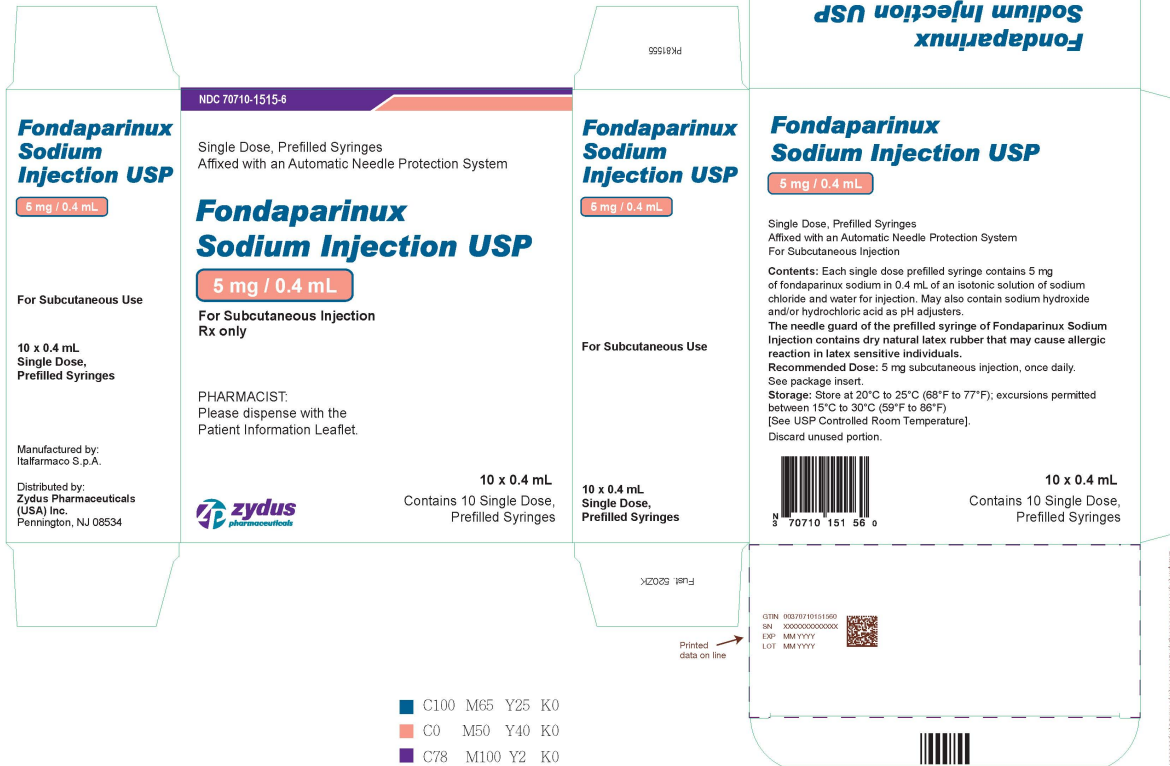 Fondaparinux
Sodium Injection USP
PK81555
Fondaparinux
Sodium
Injection USP
5 mg / 0.4 mL
For Subcutaneous Use
10 x 0.4 mL
Single Dose,
Prefilled Syringes
Manufactured by:
Italfarmaco S.p.A.
Distributed by:
Zydus Pharmaceuticals
(USA) Inc.
Pennington, NJ 08534
NDC 70710-1515-6
Single Dose, Prefilled Syringes
Affixed with an Automatic Needle Protection System
Fondaparinux
Sodium Injection USP
5 mg / 0.4 mL
For Subcutaneous Injection
Rx only
PHARMACIST:
Please dispense with the
Patient Information Leaflet.
zydus
pharmaceuticals
10 x 0.4 mL
Contains 10 Single Dose,
Prefilled Syringes
Fondaparinux
Sodium
Injection USP
5 mg / 0.4 mL
For Subcutaneous Use
10 x 0.4 mL
Single Dose,
Prefilled Syringes
Fondaparinux
Sodium Injection USP
5 mg / 0.4 mL
Single Dose, Prefilled Syringes
Affixed with an Automatic Needle Protection System
For Subcutaneous Injection
Contents: Each single dose prefilled syringe contains 5 mg
of fondaparinux sodium in 0.4 mL of an isotonic solution of sodium
chloride and water for injection. May also contain sodium hydroxide
and/or hydrochloric acid as pH adjusters.
The needle guard of the prefilled syringe of Fondaparinux Sodium
Injection contains dry natural latex rubber that may cause allergic
reaction in latex sensitive individuals.
Recommended Dose: 5 mg subcutaneous injection, once daily.
See package insert.
Storage: Store at 20°C to 25°C (68°F to 77°F); excursions permitted
between 15°C to 30°C (59°F to 86°F)
[See USP Controlled Room Temperature].
Discard unused portion.
N
3 70710 151 56 0
10 x 0.4 mL
Contains 10 Single Dose,
Prefilled Syringes
Fust. 520ZK
Printed
data on line
GTIN 00370710151560
SN XXXXXXXXXXXXX
EXP MM YYYY
LOT MM YYYY
C100 M65 Y25 K0
C0 M50 Y40 K0
C78 M100 Y2 K0